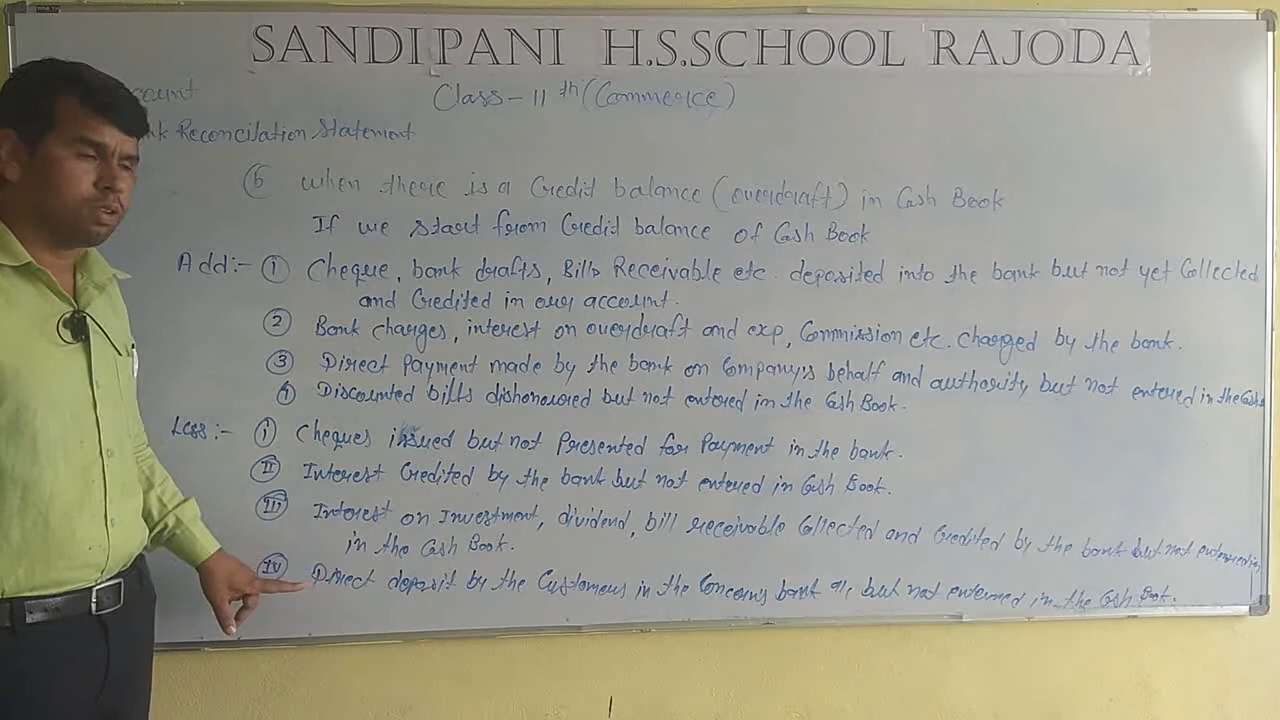 SANDIPANI H.S.SCHOOL RAJODA
Class-11th (Commerce)
Reconcilation Statement
when there is a Credit balance (overdraft) in Cash Book
If we start from Credit balance of Cash Book
Add:- ① Cheque, bank drafts, Bills Receivable etc. deposited into the bank but not yet Collected
and Credited in our account.
② Bank charges, interest on overdraft and exp, Commission etc. charged by the bank.
③ Direct Payment made by the bank on Company's behalf and authority but not entered in the Cash
④ Discounted bills dishonoured but not entered in the Cash Book.
Less:- Ⓘ Cheques issued but not Presented for Payment in the bank.
Ⓘⓘ Interest Credited by the bank but not entered in Cash Book.
III Interest on Investment, dividend, bill receivable Collected and Credited by the bank but not entered
in the Cash Book.
IV Direct deposit by the Customers in the Concern's bank a/c but not entered in the Cash Book.